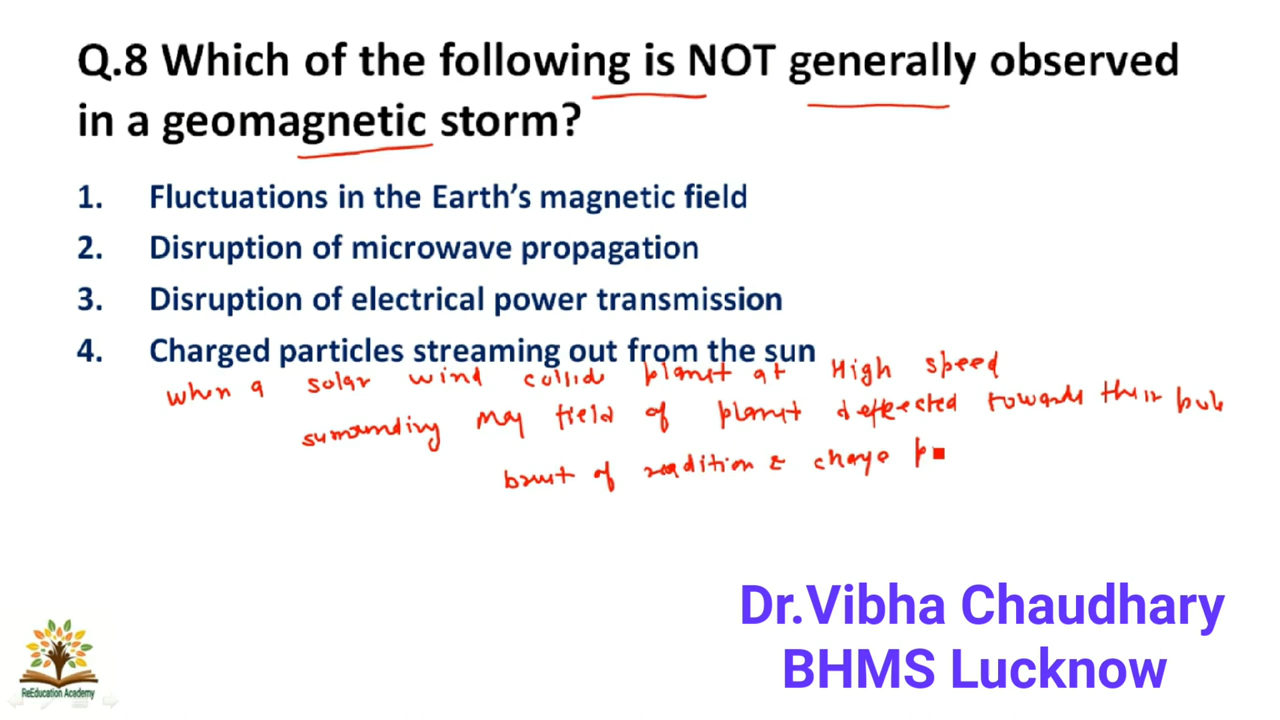 Q.8 Which of the following is NOT generally observed
in a geomagnetic storm?
1. Fluctuations in the Earth's magnetic field
2. Disruption of microwave propagation
3. Disruption of electrical power transmission
4. Charged particles streaming out from the sun
when a solar wind collide planet at High speed
surrounding mag field of planet deflected towards their
of & charge
Dr.Vibha Chaudhary
BHMS Lucknow
ReEducation Academy